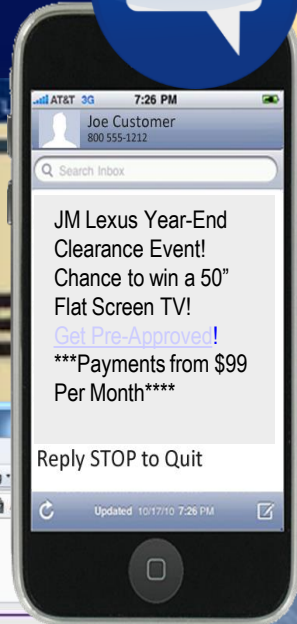 AT&T 3G 7:26 PM
Joe Customer
800 555-1212
Search Inbox
JM Lexus Year-End
Clearance Event!
Chance to win a 50”
Flat Screen TV!
Get Pre-Approved!
***Payments from $99
Per Month****
Reply STOP to Quit
Updated 10/17/10 7:26 PM